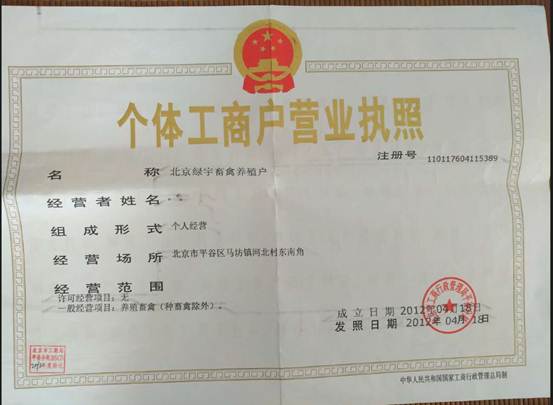 个体工商户营业执照
注册号 110117604115389
名称 北京绿宇畜禽养殖户
经营者姓名
组成形式 个人经营
经营场所 北京市平谷区马坊镇河北村东南角
经营范围
许可经营项目：无
一般经营项目：养殖畜禽（种畜禽除外）。
成立日期 2012年04月18日
发照日期 2012年04月18日
中华人民共和国国家工商行政管理总局制